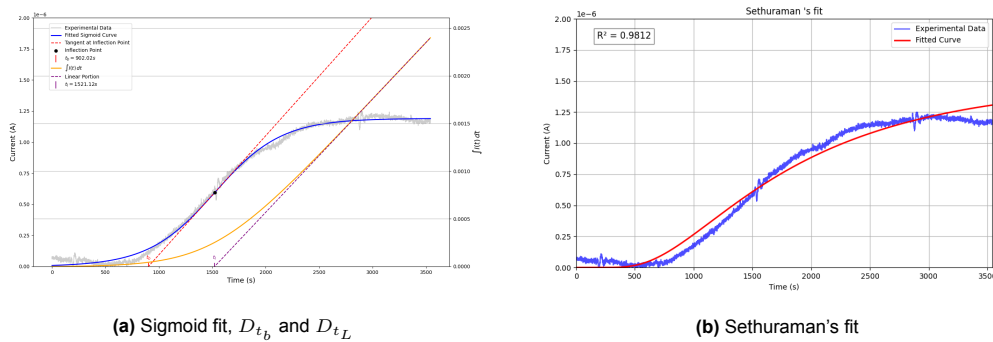 1e-6
2.00
1.75
1.50
1.25
1.00
0.75
0.50
0.25
0.00
Current (A)
Experimental Data
Fitted Sigmoid Curve
Tangent at Inflection Point
Inflection Point
t_b = 902.02s
∫I(t) dt
Linear Portion
t_l = 1521.12s
0.0025
0.0020
0.0015
0.0010
0.0005
0.0000
∫I(t) dt
0 500 1000 1500 2000 2500 3000 3500
Time (s)
(a) Sigmoid fit, D_{t_b} and D_{t_L}
Sethuraman 's fit
1e-6
2.00
1.75
1.50
1.25
1.00
0.75
0.50
0.25
0.00
Current (A)
R² = 0.9812
Experimental Data
Fitted Curve
0 500 1000 1500 2000 2500 3000 3500
Time (s)
(b) Sethuraman's fit